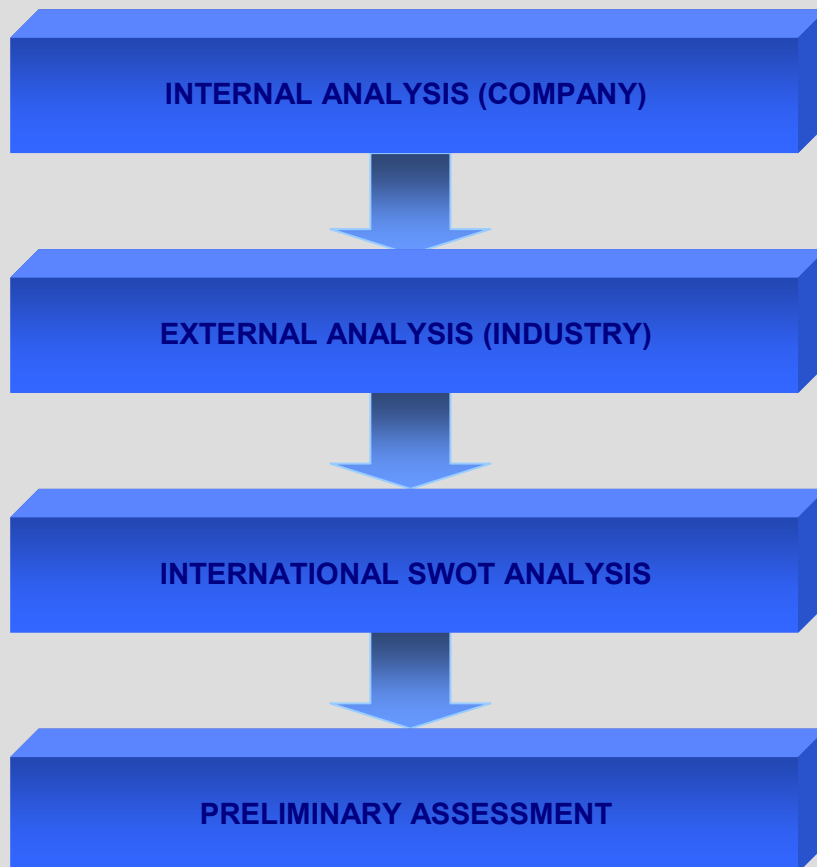 INTERNAL ANALYSIS (COMPANY)
EXTERNAL ANALYSIS (INDUSTRY)
INTERNATIONAL SWOT ANALYSIS
PRELIMINARY ASSESSMENT